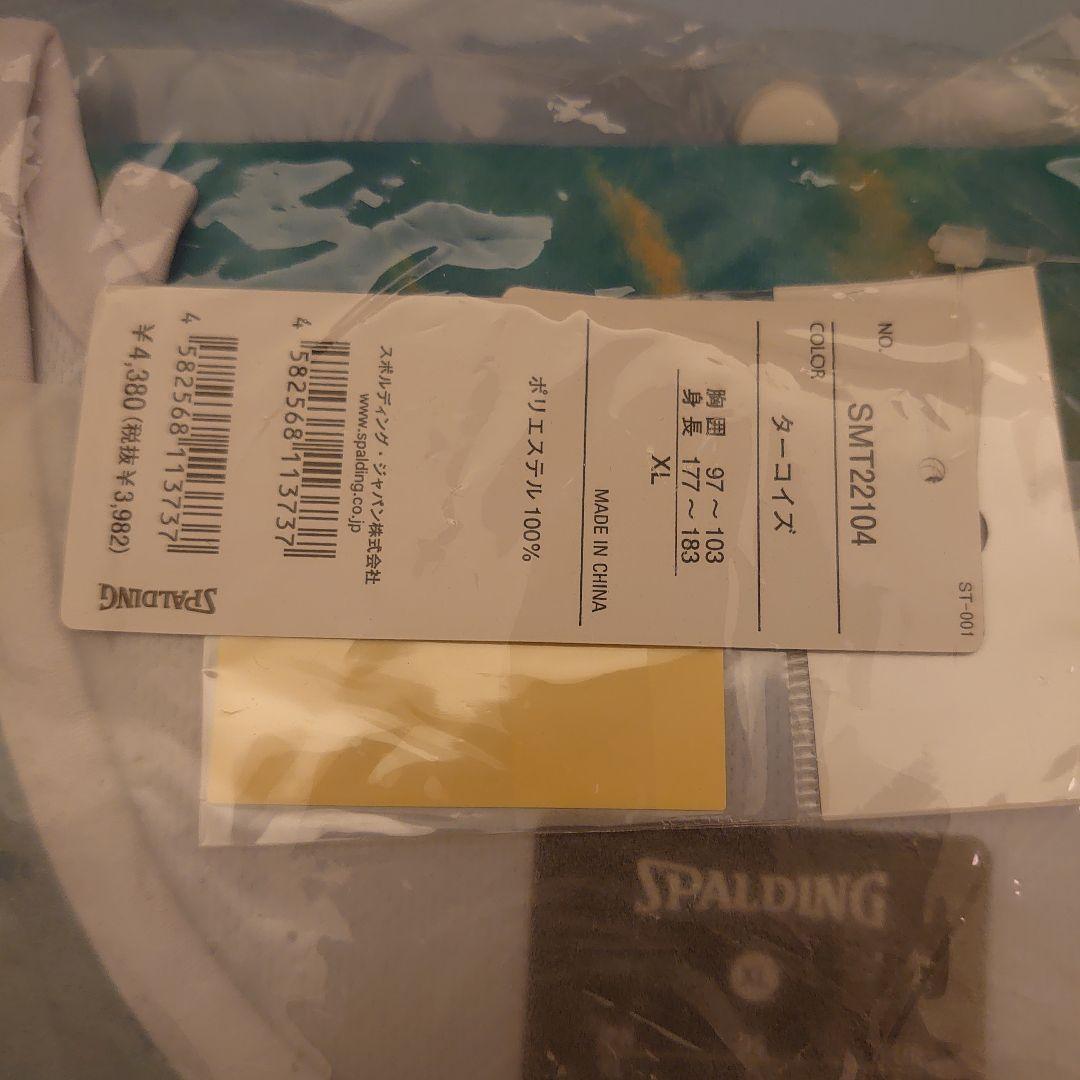 ST-001
NO.
SMT22104
COLOR
ターコイズ
胸囲 97～103
身長 177～183
XL
MADE IN CHINA
ポリエステル100%
スポルディング・ジャパン株式会社
www.spalding.co.jp
4 582568 113737
4 582568 113737
¥4,380(税抜¥3,982)
SPALDING
SPALDING